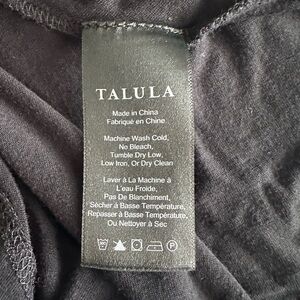 TALULA
Made in China
Fabriqué en Chine
Machine Wash Cold,
No Bleach,
Tumble Dry Low,
Low Iron, Or Dry Clean
Laver à La Machine à
L'eau Froide,
Pas De Blanchiment,
Sécher à Basse Température,
Repasser à Basse Température,
Ou Nettoyer à Sec